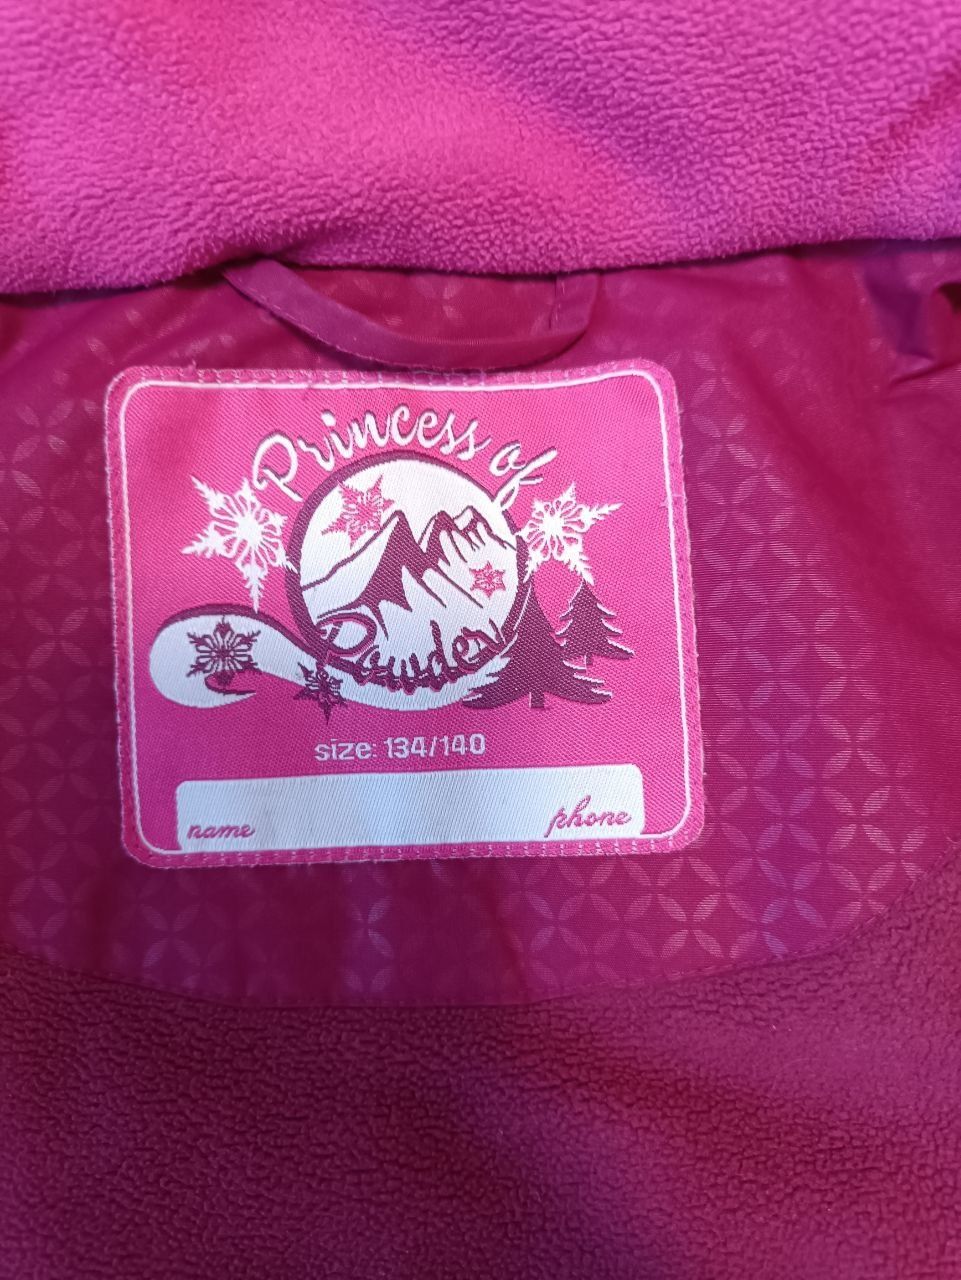 Princess of
Powder
size: 134/140
name phone